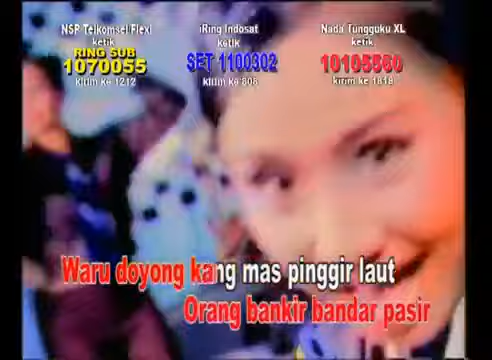 NSP Telkomsel Flexi
ketik
RING SUB
1070055
kirim ke 1212
iRing Indosat
ketik
SET 1100302
kirim ke 808
Nada Tungguku XL
ketik
10105560
kirim ke 1818
Waru doyong kang mas pinggir laut
Orang bankir bandar pasir